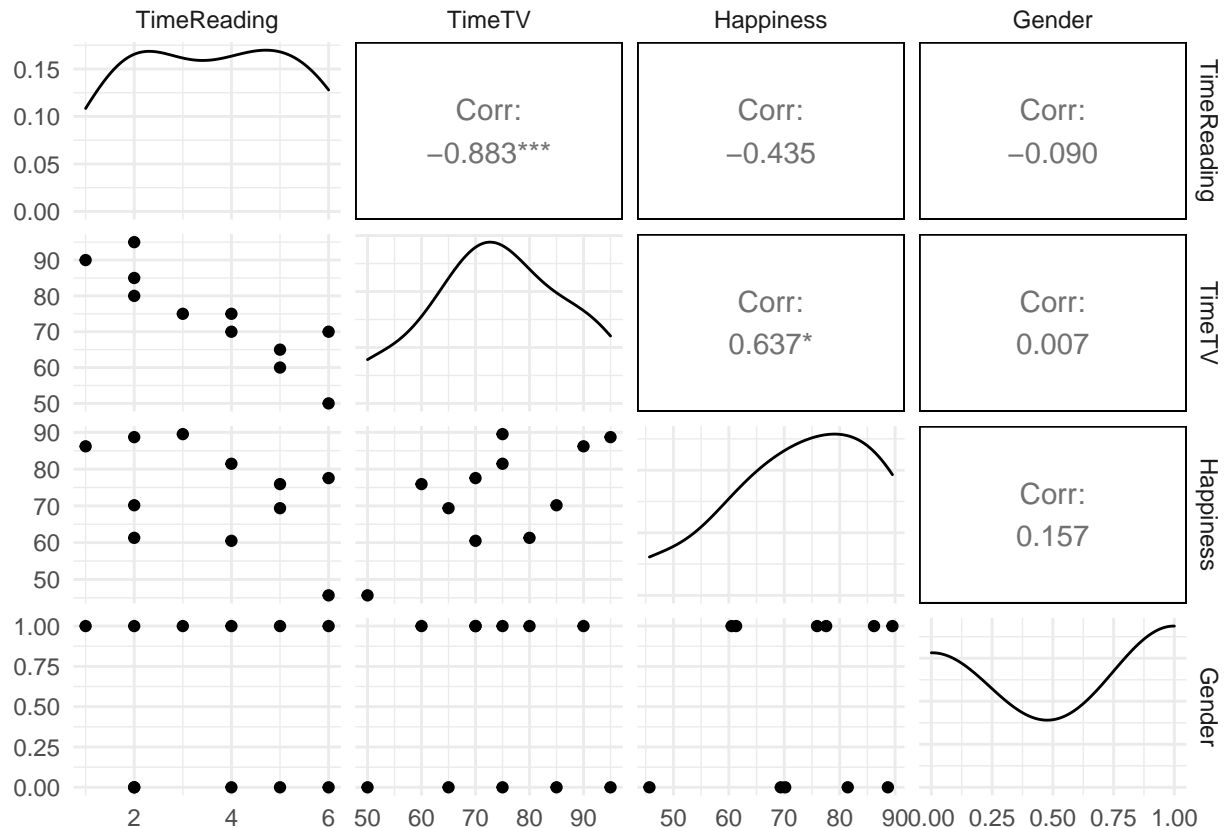 TimeReading TimeTV Happiness Gender
0.15
0.10
0.05
0.00
Corr:
−0.883***
Corr:
−0.435
Corr:
−0.090
TimeReading
90
80
70
60
50
Corr:
0.637*
Corr:
0.007
TimeTV
90
80
70
60
50
Corr:
0.157
Happiness
1.00
0.75
0.50
0.25
0.00
Gender
2 4 6 50 60 70 80 90 50 60 70 80 90 0.00 0.25 0.50 0.75 1.00